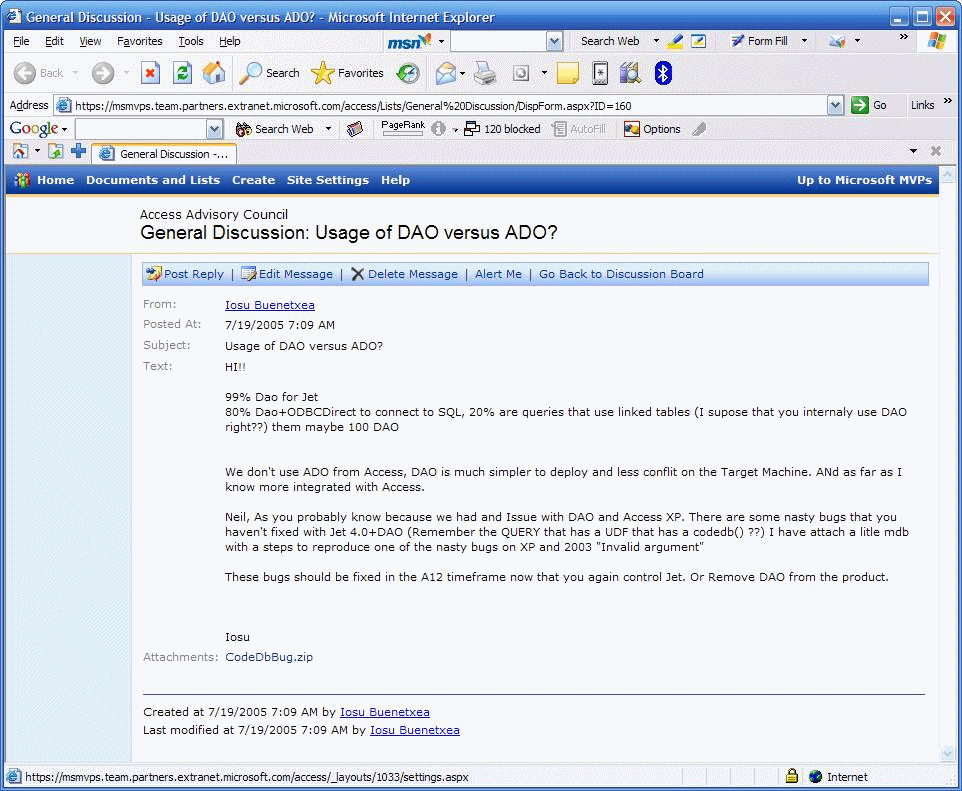 General Discussion - Usage of DAO versus ADO? - Microsoft Internet Explorer
File Edit View Favorites Tools Help msn Search Web Form Fill »
Back Search Favorites
Address https://msmvps.team.partners.extranet.microsoft.com/access/Lists/General%20Discussion/DispForm.aspx?ID=160 Go Links »
Google Search Web PageRank 120 blocked AutoFill Options
General Discussion -...
Home Documents and Lists Create Site Settings Help Up to Microsoft MVPs
Access Advisory Council
General Discussion: Usage of DAO versus ADO?
Post Reply | Edit Message | Delete Message | Alert Me | Go Back to Discussion Board
From: Iosu Buenetxea
Posted At: 7/19/2005 7:09 AM
Subject: Usage of DAO versus ADO?
Text: HI!!
99% Dao for Jet
80% Dao+ODBCDirect to connect to SQL, 20% are queries that use linked tables (I supose that you internaly use DAO
right??) them maybe 100 DAO
We don't use ADO from Access, DAO is much simpler to deploy and less conflit on the Target Machine. ANd as far as I
know more integrated with Access.
Neil, As you probably know because we had and Issue with DAO and Access XP. There are some nasty bugs that you
haven't fixed with Jet 4.0+DAO (Remember the QUERY that has a UDF that has a codedb() ??) I have attach a litle mdb
with a steps to reproduce one of the nasty bugs on XP and 2003 "Invalid argument"
These bugs should be fixed in the A12 timeframe now that you again control Jet. Or Remove DAO from the product.
Iosu
Attachments: CodeDbBug.zip
Created at 7/19/2005 7:09 AM by Iosu Buenetxea
Last modified at 7/19/2005 7:09 AM by Iosu Buenetxea
https://msmvps.team.partners.extranet.microsoft.com/access/_layouts/1033/settings.aspx Internet